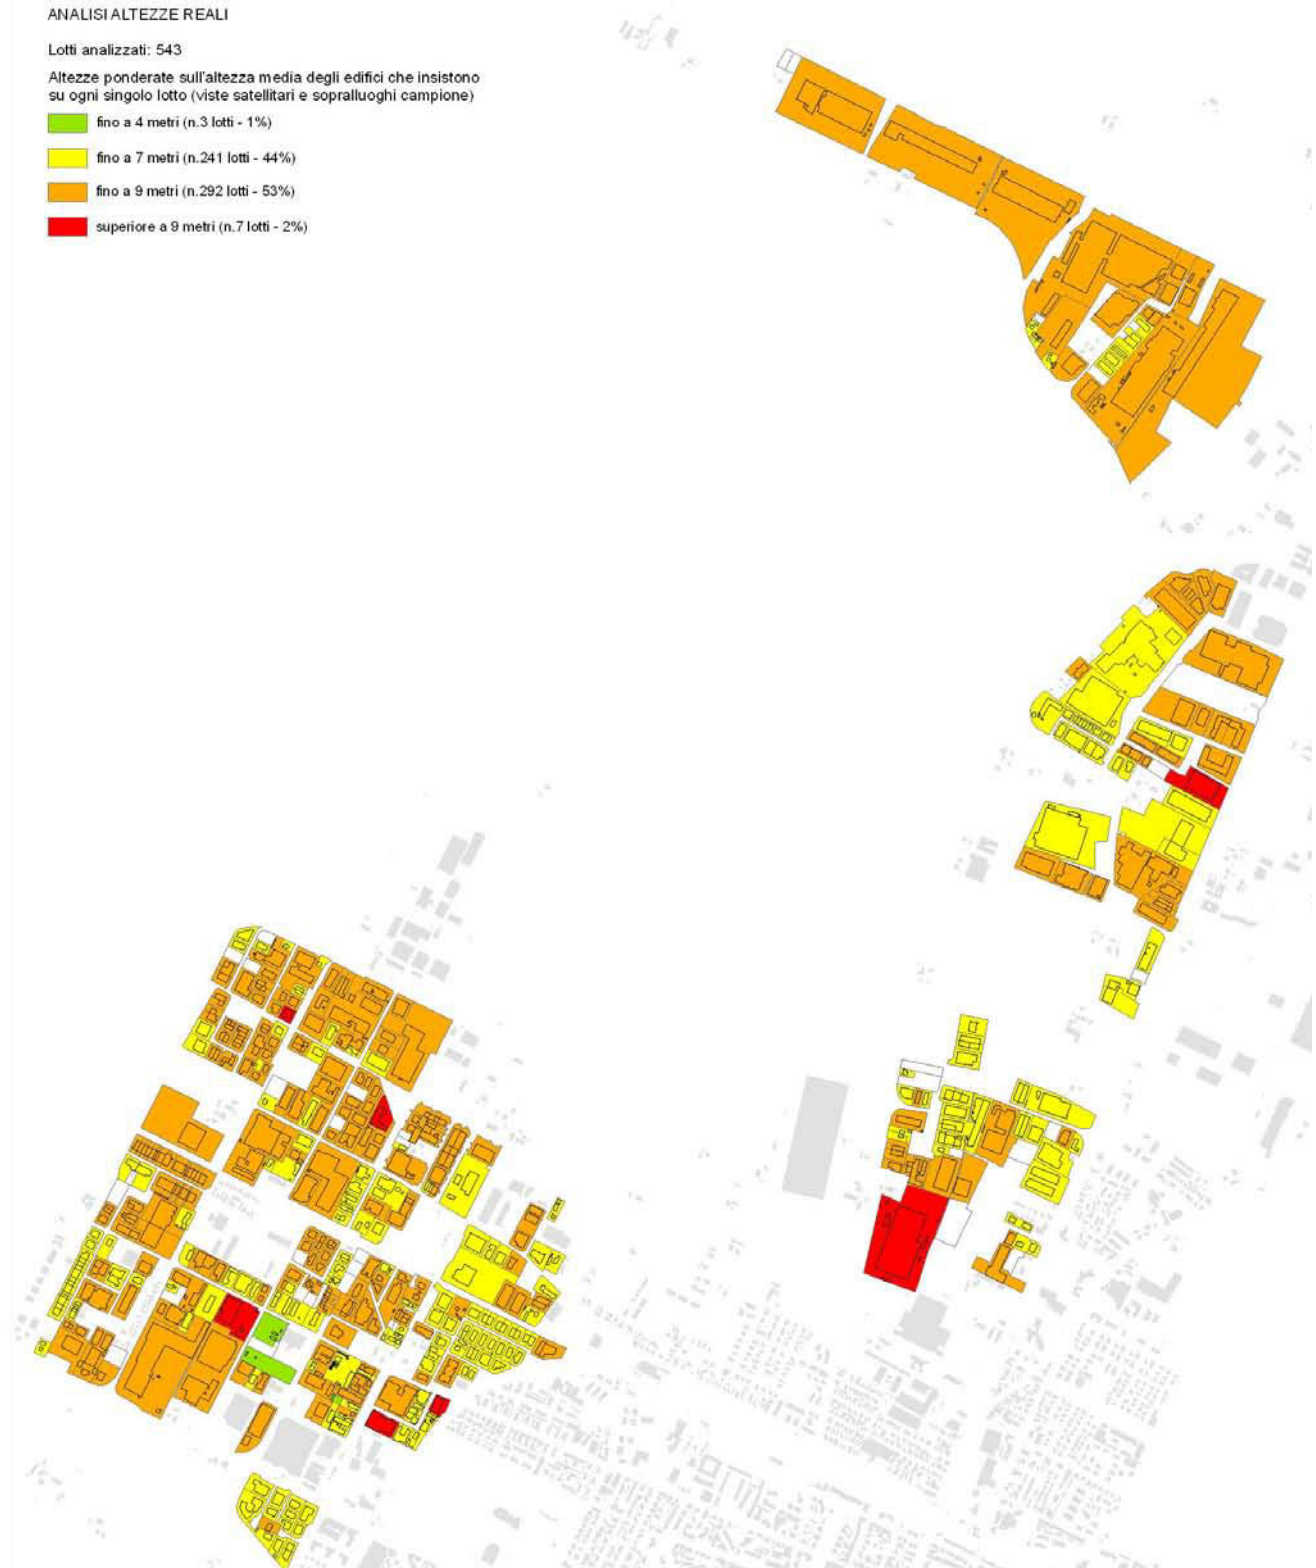 ANALISI ALTEZZE REALI
Lotti analizzati: 543
Altezze ponderate sull'altezza media degli edifici che insistono
su ogni singolo lotto (viste satellitari e sopralluoghi campione)
fino a 4 metri (n.3 lotti - 1%)
fino a 7 metri (n.241 lotti - 44%)
fino a 9 metri (n.292 lotti - 53%)
superiore a 9 metri (n.7 lotti - 2%)